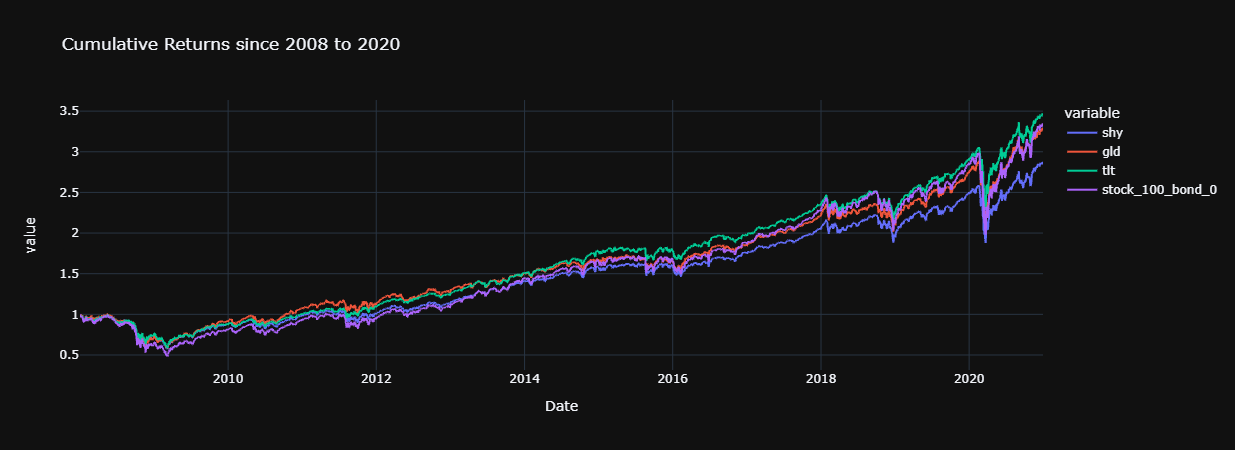 Cumulative Returns since 2008 to 2020
3.5
3
2.5
2
1.5
1
0.5
value
2010
2012
2014
2016
2018
2020
Date
variable
shy
gld
tlt
stock_100_bond_0